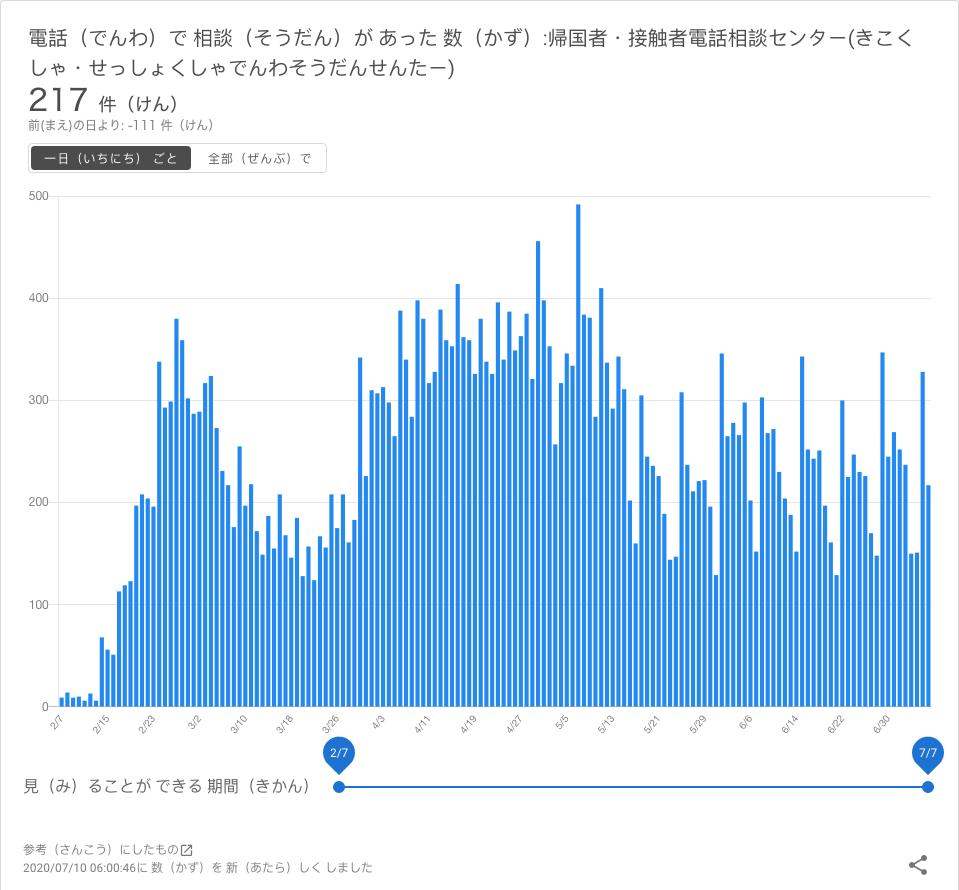 電話（でんわ）で 相談（そうだん）が あった 数（かず）:帰国者・接触者電話相談センター(きこく
しゃ・せっしょくしゃでんわそうだんせんたー)
217 件（けん）
前(まえ)の日より: -111 件（けん）
一日（いちにち） ごと 全部（ぜんぶ）で
500
400
300
200
100
0
2/7 2/15 2/23 3/2 3/10 3/18 3/26 4/3 4/11 4/19 4/27 5/5 5/13 5/21 5/29 6/6 6/14 6/22 6/30
2/7 7/7
見（み）ることが できる 期間（きかん）
参考（さんこう）にしたもの
2020/07/10 06:00:46に 数（かず）を 新（あたら）しく しました